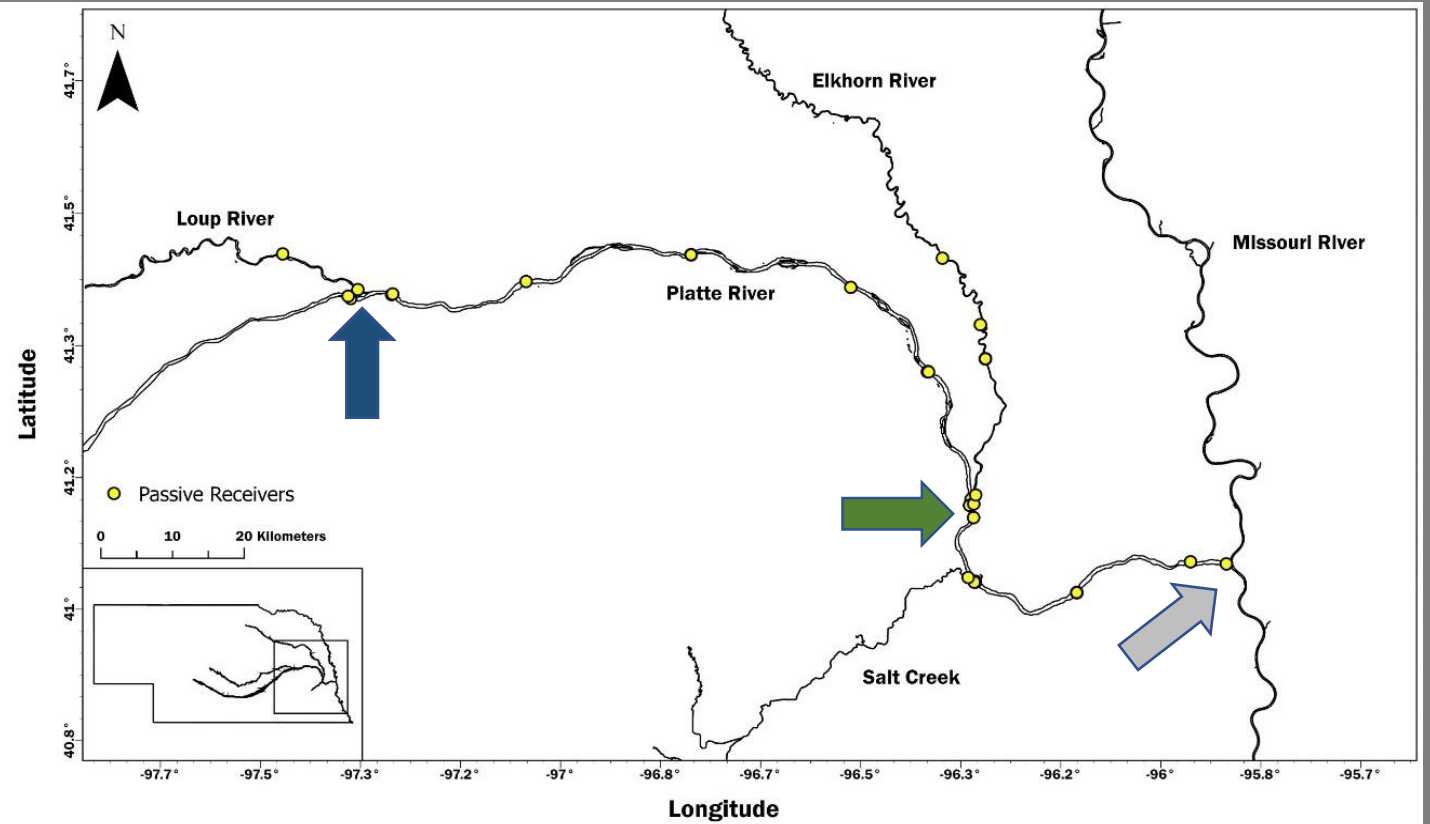 N
Elkhorn River
Loup River
Missouri River
Platte River
Salt Creek
Passive Receivers
0 10 20 Kilometers
Latitude
41.7°
41.5°
41.3°
41.2°
41°
40.8°
-97.7° -97.5° -97.3° -97.2° -97° -96.8° -96.7° -96.5° -96.3° -96.2° -96° -95.8° -95.7°
Longitude